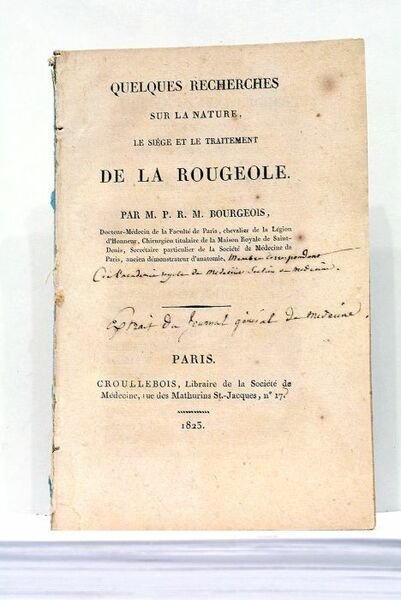 QUELQUES RECHERCHES
SUR LA NATURE,
LE SIÉGE ET LE TRAITEMENT
DE LA ROUGEOLE.
PAR M. P. R. M. BOURGEOIS,
Docteur-Médecin de la Faculté de Paris, chevalier de la Légion
d'Honneur, Chirurgien titulaire de la Maison Royale de Saint-
Denis, Secrétaire particulier de la Société de Médecine de
Paris, ancien démonstrateur d'anatomie, Membre correspondant
de l'académie royale de Médecine Section de médecine.
extrait du Journal général de Medecine.
PARIS.
CROULLEBOIS, Libraire de la Société de
Médecine, rue des Mathurins St.-Jacques, n° 17.
1823.